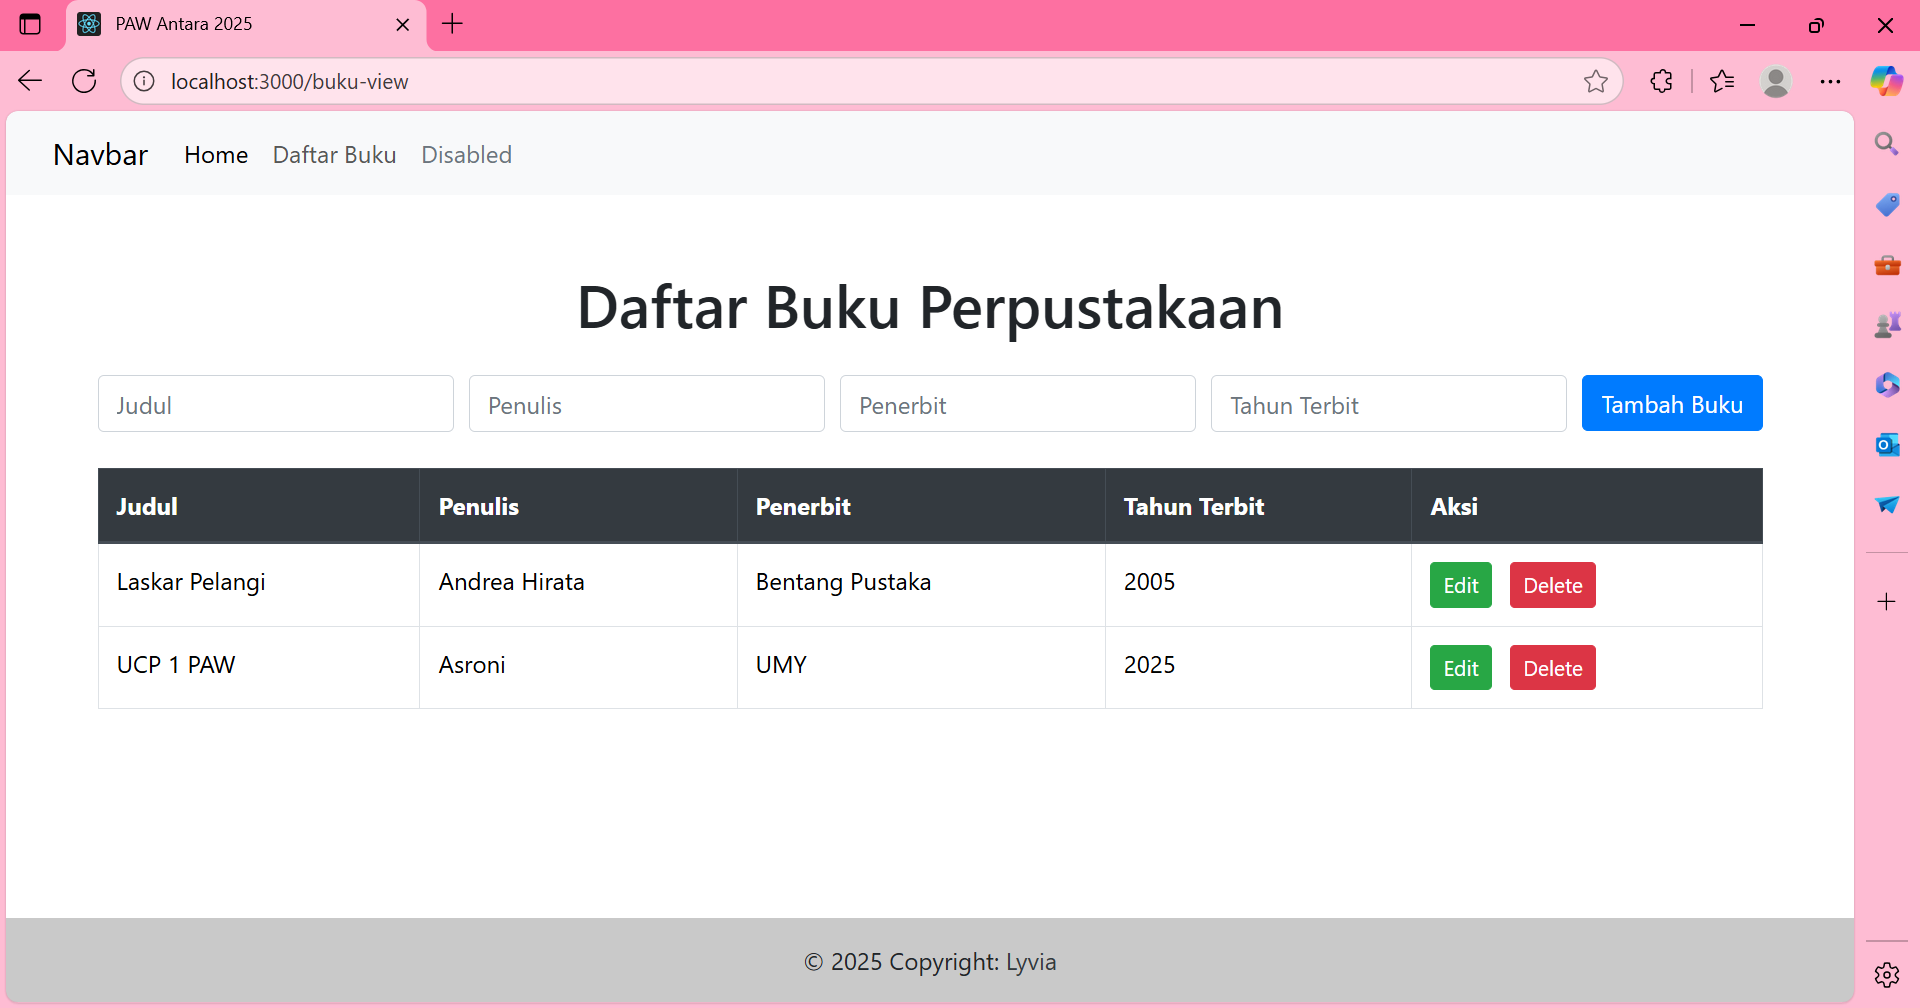 PAW Antara 2025
localhost:3000/buku-view
Navbar Home Daftar Buku Disabled
Daftar Buku Perpustakaan
Judul Penulis Penerbit Tahun Terbit Tambah Buku
Judul Penulis Penerbit Tahun Terbit Aksi
Laskar Pelangi Andrea Hirata Bentang Pustaka 2005 Edit Delete
UCP 1 PAW Asroni UMY 2025 Edit Delete
© 2025 Copyright: Lyvia